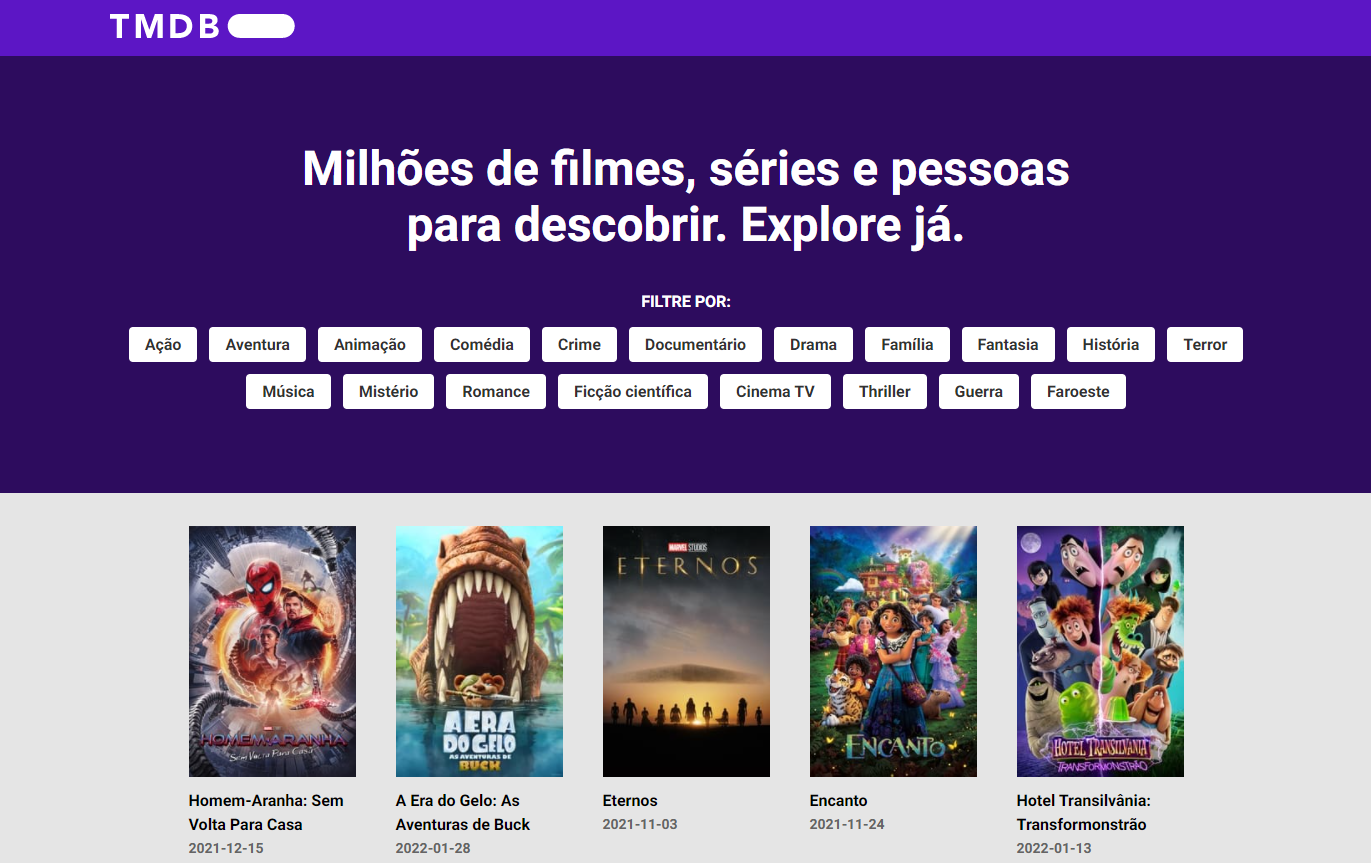 TMDB
Milhões de filmes, séries e pessoas
para descobrir. Explore já.
FILTRE POR:
Ação Aventura Animação Comédia Crime Documentário Drama Família Fantasia História Terror
Música Mistério Romance Ficção científica Cinema TV Thriller Guerra Faroeste
HOMEM-ARANHA
Sem Volta Para Casa
A ERA
DO GELO
AS AVENTURAS DE
BUCK
MARVEL STUDIOS
ETERNOS
ENCANTO
HOTEL TRANSILVÂNIA
TRANSFORMONSTRÃO
Homem-Aranha: Sem
Volta Para Casa
2021-12-15
A Era do Gelo: As
Aventuras de Buck
2022-01-28
Eternos
2021-11-03
Encanto
2021-11-24
Hotel Transilvânia:
Transformonstrão
2022-01-13